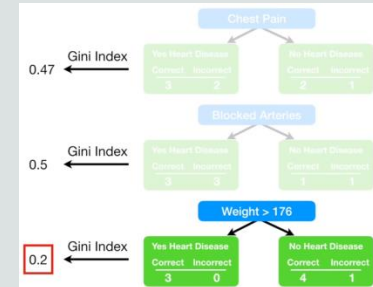 Chest Pain
Gini Index
0.47
Yes Heart Disease
Correct Incorrect
3 2
No Heart Disease
Correct Incorrect
2 1
Blocked Arteries
Gini Index
0.5
Yes Heart Disease
Correct Incorrect
3 3
No Heart Disease
Correct Incorrect
1 1
Weight > 176
Gini Index
0.2
Yes Heart Disease
Correct Incorrect
3 0
No Heart Disease
Correct Incorrect
4 1